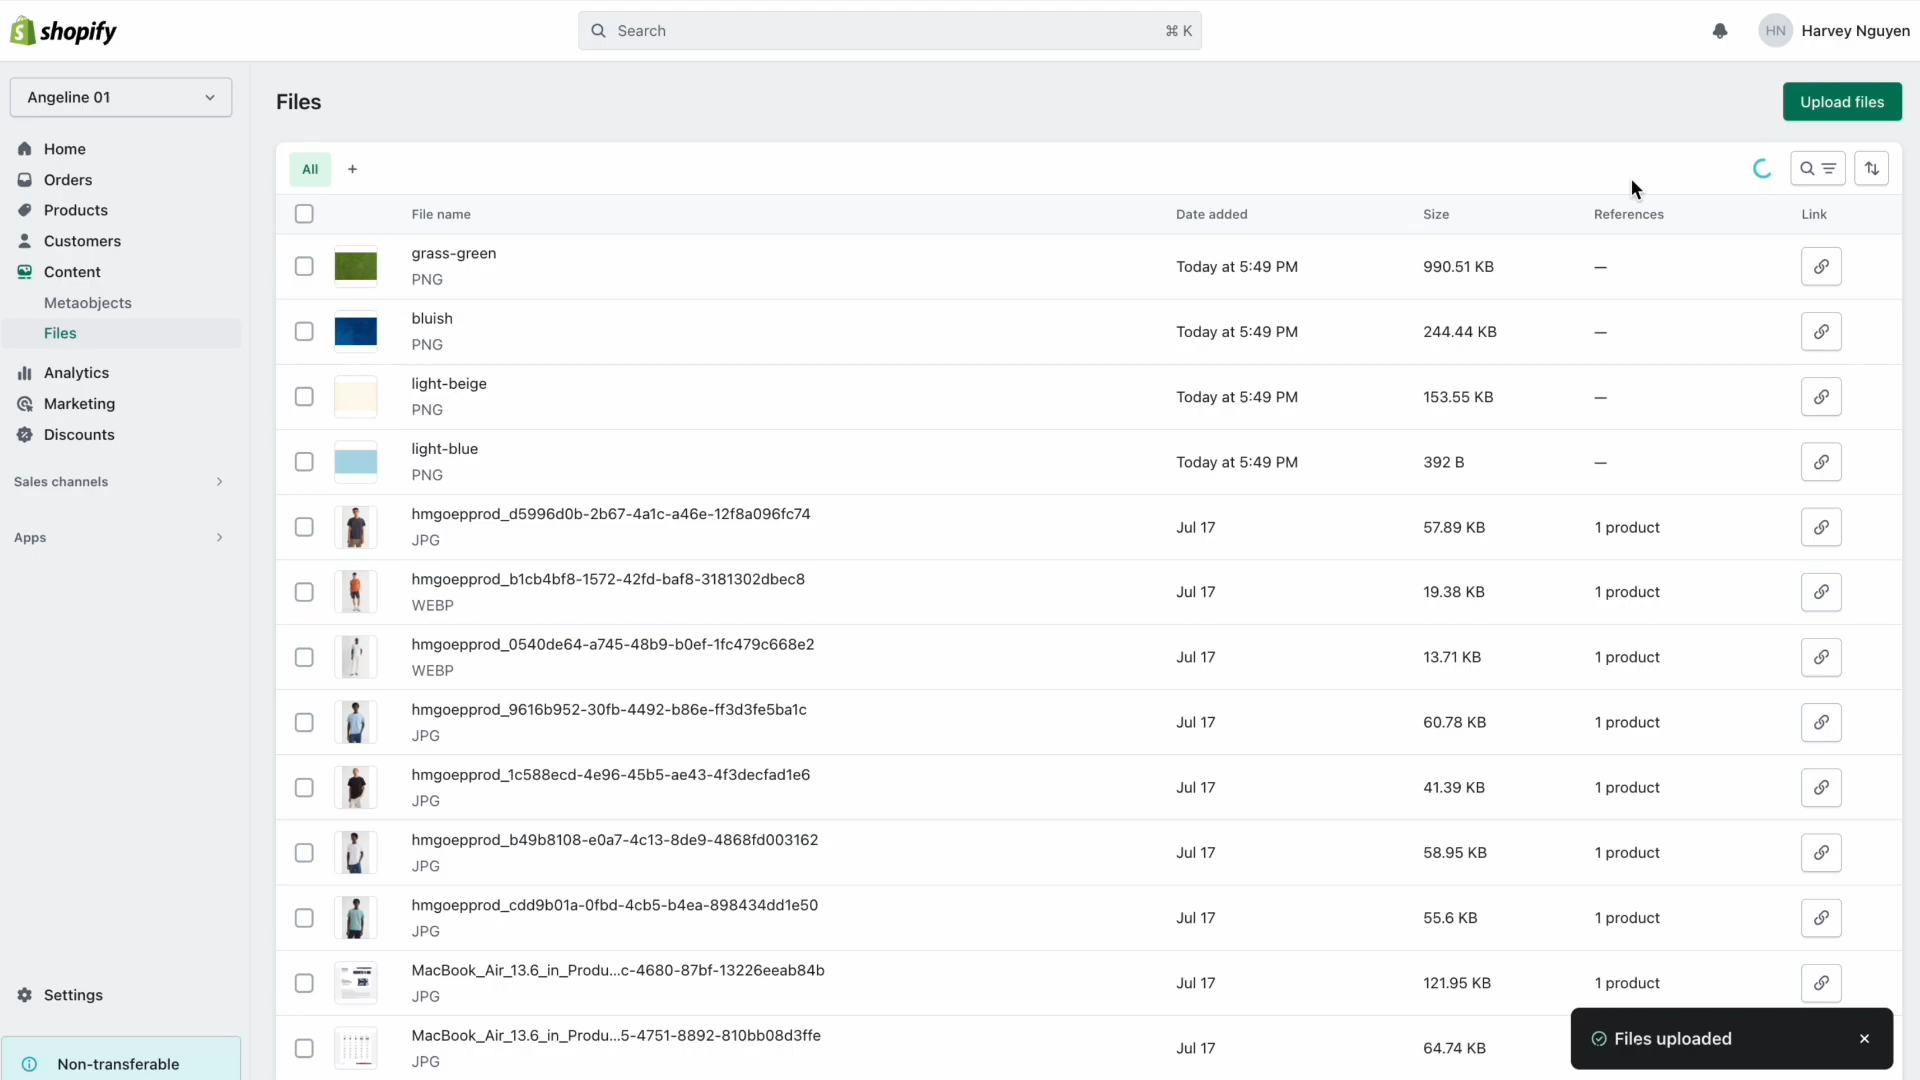 shopify
Search
⌘ K
HN
Harvey Nguyen
Angeline 01
Home
Orders
Products
Customers
Content
Metaobjects
Files
Analytics
Marketing
Discounts
Sales channels
Apps
Settings
Non-transferable
Files
Upload files
All
+
File name
Date added
Size
References
Link
grass-green
PNG
Today at 5:49 PM
990.51 KB
—
bluish
PNG
Today at 5:49 PM
244.44 KB
—
light-beige
PNG
Today at 5:49 PM
153.55 KB
—
light-blue
PNG
Today at 5:49 PM
392 B
—
hmgoepprod_d5996d0b-2b67-4a1c-a46e-12f8a096fc74
JPG
Jul 17
57.89 KB
1 product
hmgoepprod_b1cb4bf8-1572-42fd-baf8-3181302dbec8
WEBP
Jul 17
19.38 KB
1 product
hmgoepprod_0540de64-a745-48b9-b0ef-1fc479c668e2
WEBP
Jul 17
13.71 KB
1 product
hmgoepprod_9616b952-30fb-4492-b86e-ff3d3fe5ba1c
JPG
Jul 17
60.78 KB
1 product
hmgoepprod_1c588ecd-4e96-45b5-ae43-4f3decfad1e6
JPG
Jul 17
41.39 KB
1 product
hmgoepprod_b49b8108-e0a7-4c13-8de9-4868fd003162
JPG
Jul 17
58.95 KB
1 product
hmgoepprod_cdd9b01a-0fbd-4cb5-b4ea-898434dd1e50
JPG
Jul 17
55.6 KB
1 product
MacBook_Air_13.6_in_Produ...c-4680-87bf-13226eeab84b
JPG
Jul 17
121.95 KB
1 product
MacBook_Air_13.6_in_Produ...5-4751-8892-810bb08d3ffe
JPG
Jul 17
64.74 KB
Files uploaded